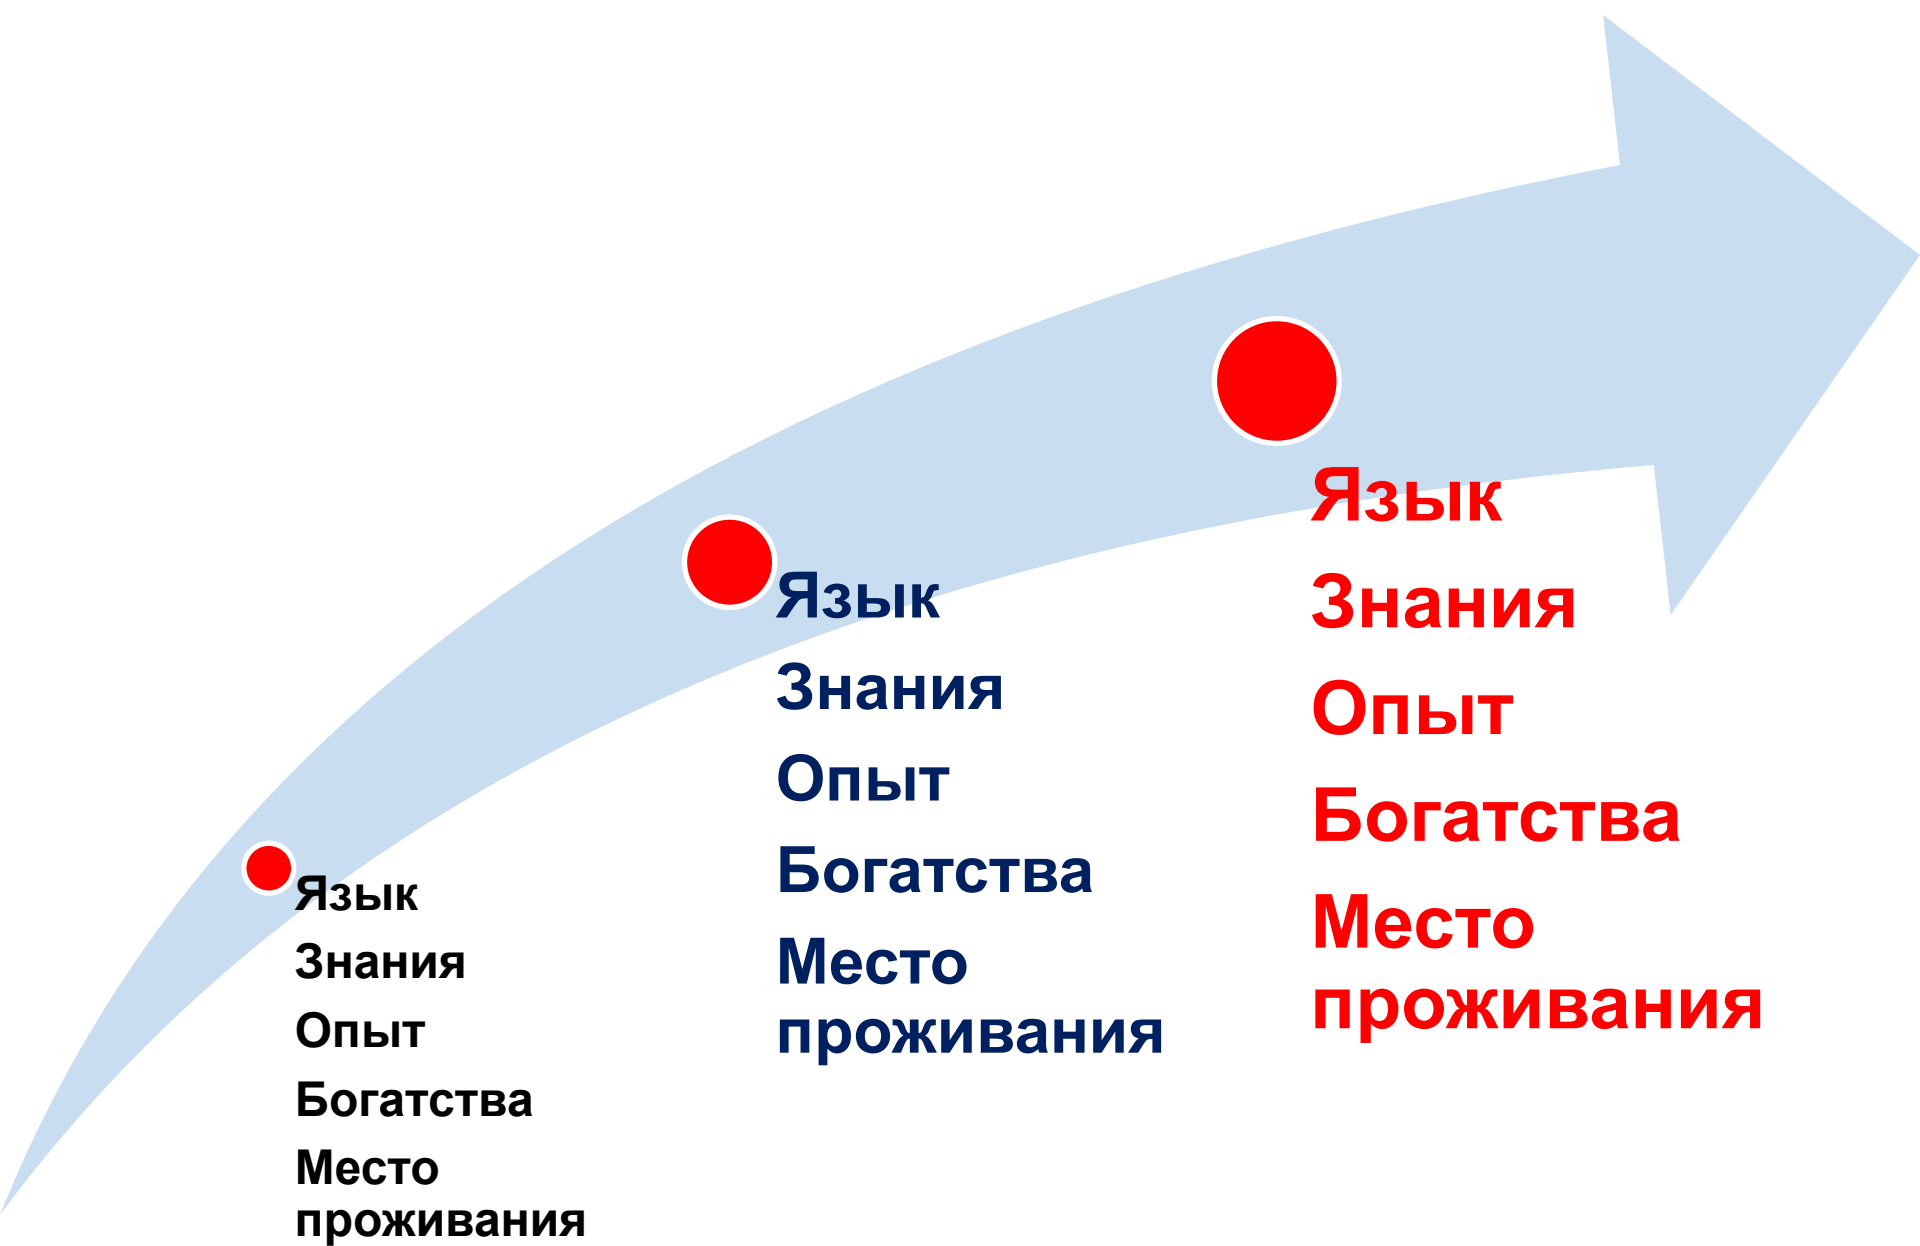 Язык
Знания
Опыт
Богатства
Место
проживания
Язык
Знания
Опыт
Богатства
Место
проживания
Язык
Знания
Опыт
Богатства
Место
проживания